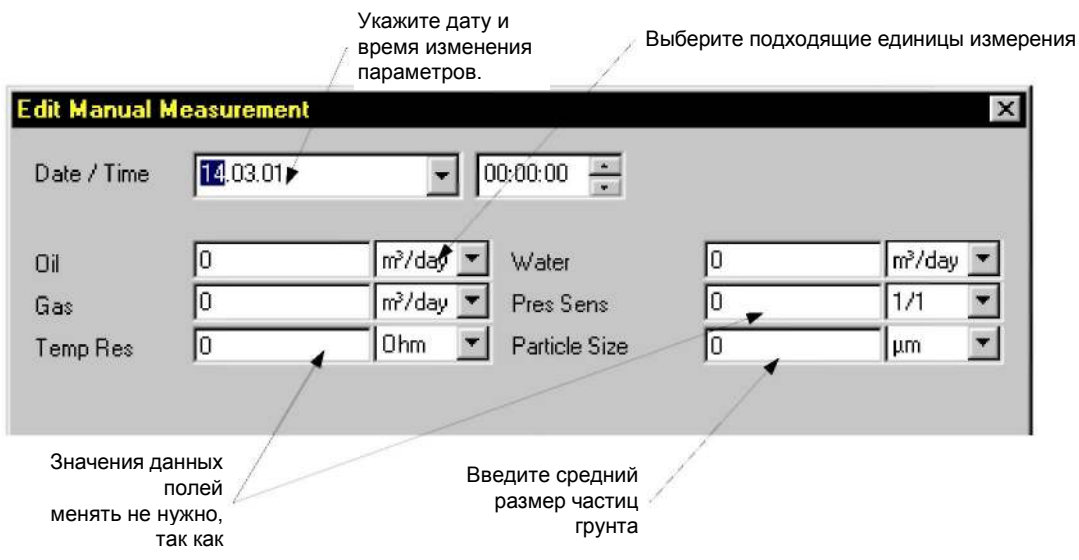 Укажите дату и
время изменения
параметров.
Выберите подходящие единицы измерения
Edit Manual Measurement
Date / Time 14.03.01 00:00:00
Oil 0 m³/day Water 0 m³/day
Gas 0 m³/day Pres Sens 0 1/1
Temp Res 0 Ohm Particle Size 0 µm
Значения данных
полей
менять не нужно,
так как
Введите средний
размер частиц
грунта